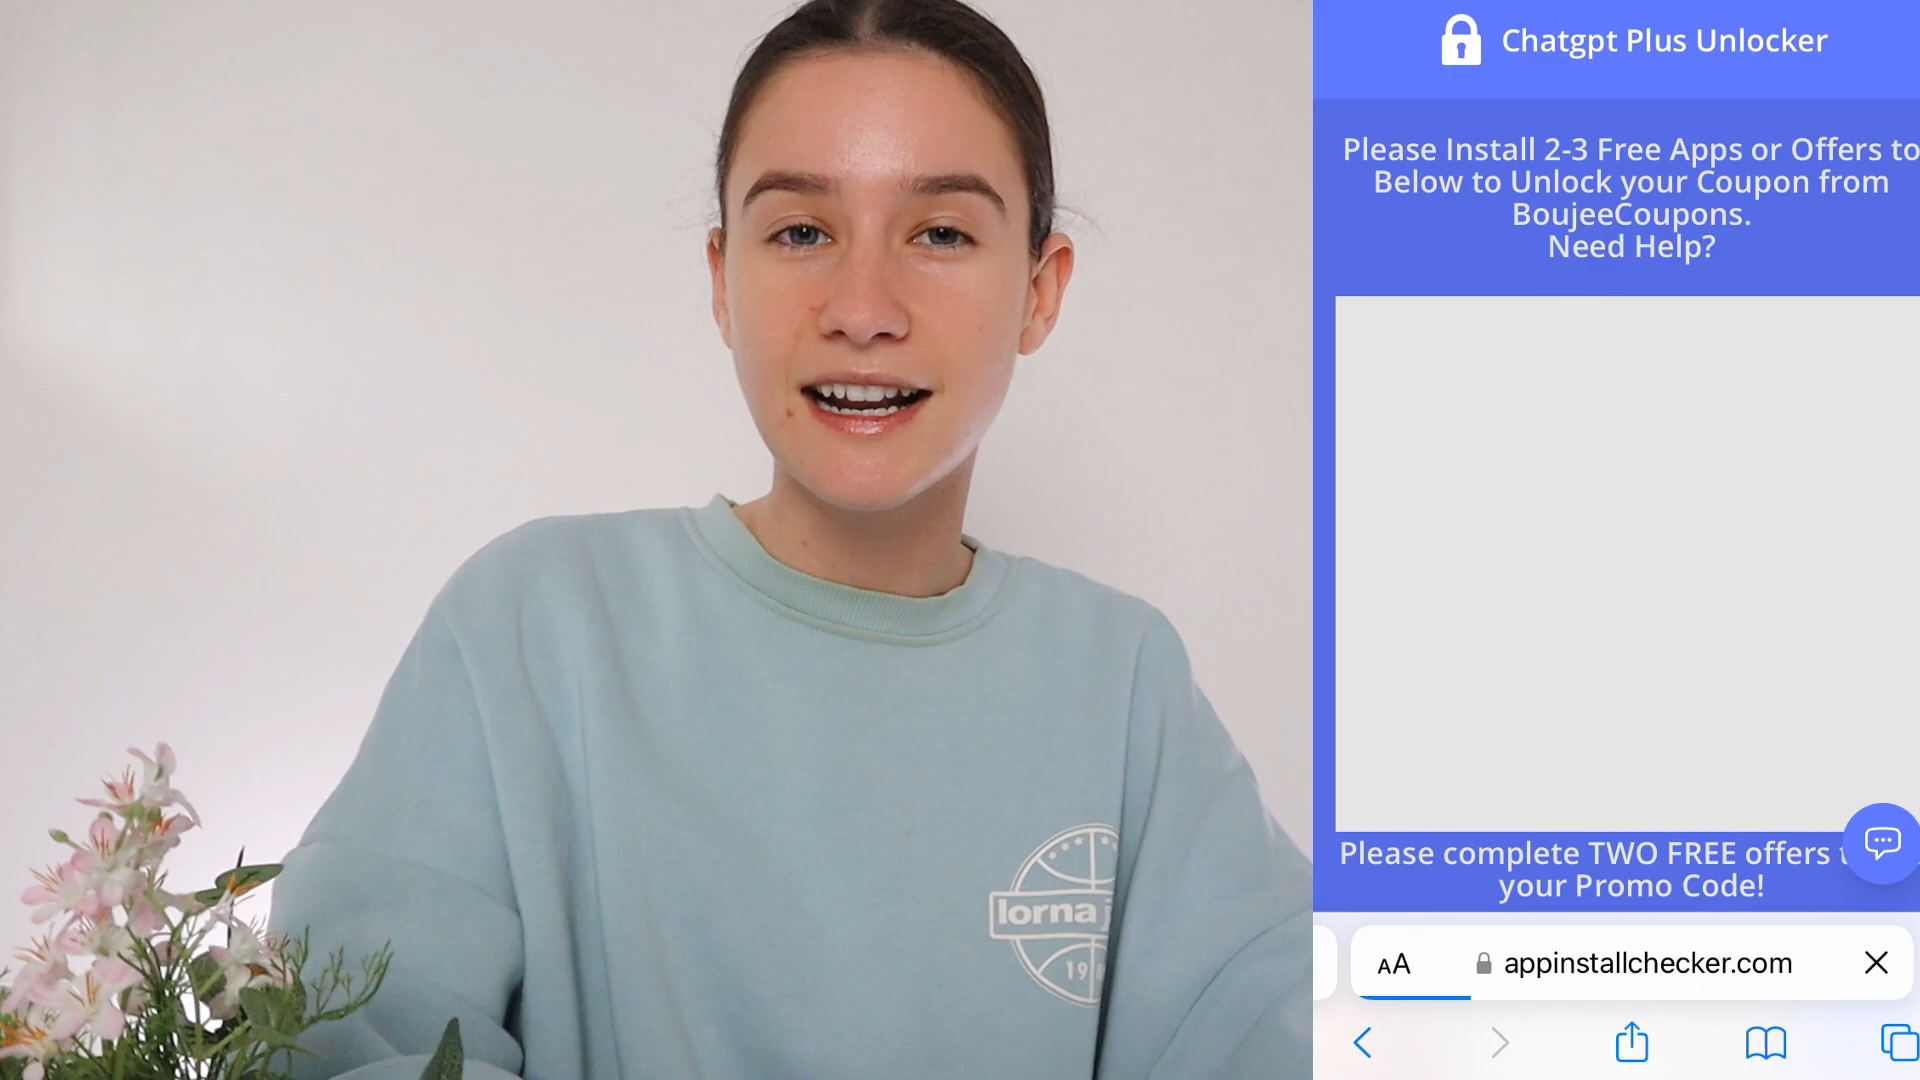 Chatgpt Plus Unlocker
Please Install 2-3 Free Apps or Offers to
Below to Unlock your Coupon from
BoujeeCoupons.
Need Help?
Please complete TWO FREE offers
your Promo Code!
lorna
19
AA
appinstallchecker.com